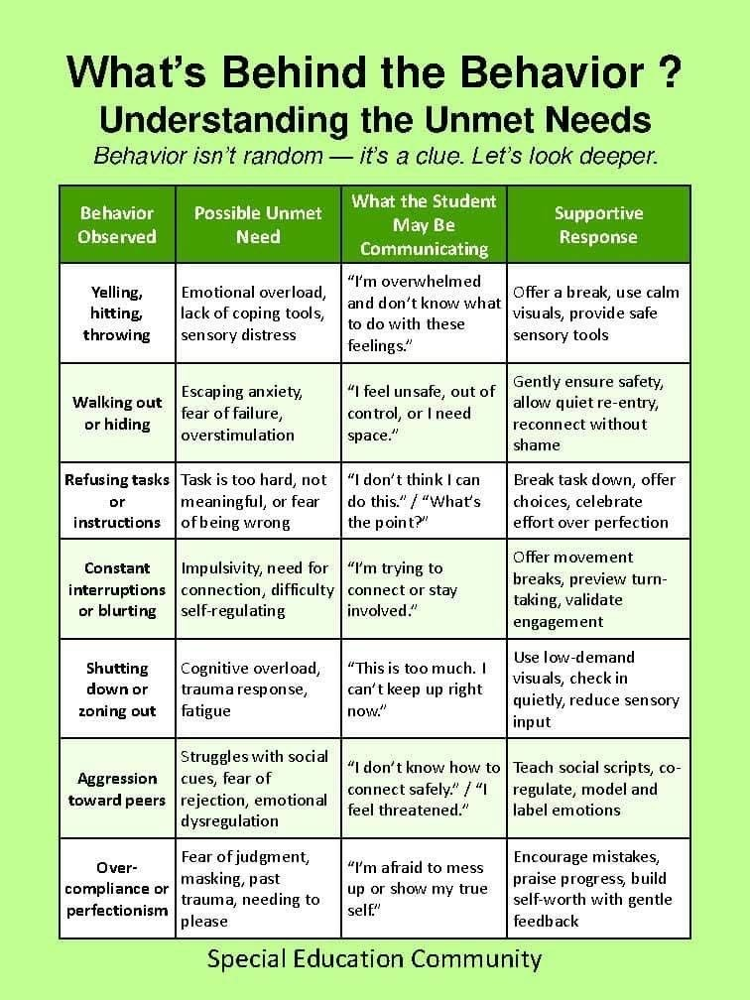 What's Behind the Behavior ?
Understanding the Unmet Needs
Behavior isn't random — it's a clue. Let's look deeper.
Behavior
Observed
Possible Unmet
Need
What the Student
May Be
Communicating
Supportive
Response
Yelling,
hitting,
throwing
Emotional overload,
lack of coping tools,
sensory distress
“I'm overwhelmed
and don't know what
to do with these
feelings.”
Offer a break, use calm
visuals, provide safe
sensory tools
Walking out
or hiding
Escaping anxiety,
fear of failure,
overstimulation
“I feel unsafe, out of
control, or I need
space.”
Gently ensure safety,
allow quiet re-entry,
reconnect without
shame
Refusing tasks
or
instructions
Task is too hard, not
meaningful, or fear
of being wrong
“I don't think I can
do this.” / “What's
the point?”
Break task down, offer
choices, celebrate
effort over perfection
Constant
interruptions
or blurting
Impulsivity, need for
connection, difficulty
self-regulating
“I'm trying to
connect or stay
involved.”
Offer movement
breaks, preview turn-
taking, validate
engagement
Shutting
down or
zoning out
Cognitive overload,
trauma response,
fatigue
“This is too much. I
can't keep up right
now.”
Use low-demand
visuals, check in
quietly, reduce sensory
input
Aggression
toward peers
Struggles with social
cues, fear of
rejection, emotional
dysregulation
“I don't know how to
connect safely.” / “I
feel threatened.”
Teach social scripts, co-
regulate, model and
label emotions
Over-
compliance or
perfectionism
Fear of judgment,
masking, past
trauma, needing to
please
“I'm afraid to mess
up or show my true
self.”
Encourage mistakes,
praise progress, build
self-worth with gentle
feedback
Special Education Community